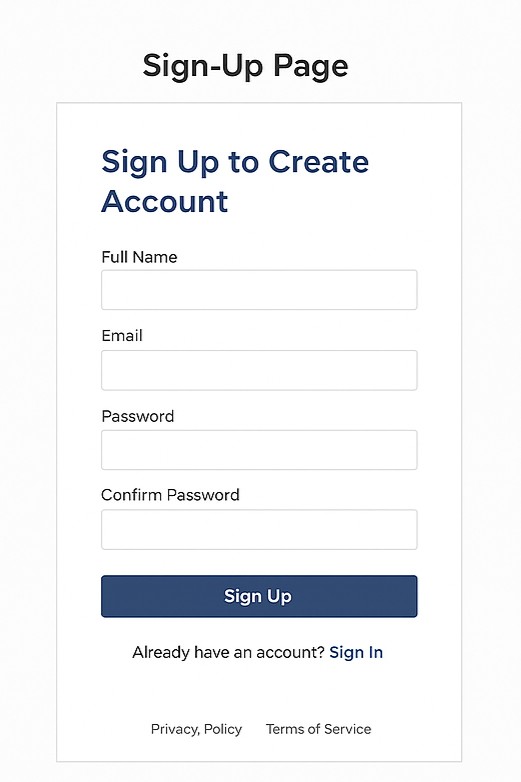 Sign-Up Page
Sign Up to Create
Account
Full Name
Email
Password
Confirm Password
Sign Up
Already have an account? Sign In
Privacy, Policy Terms of Service